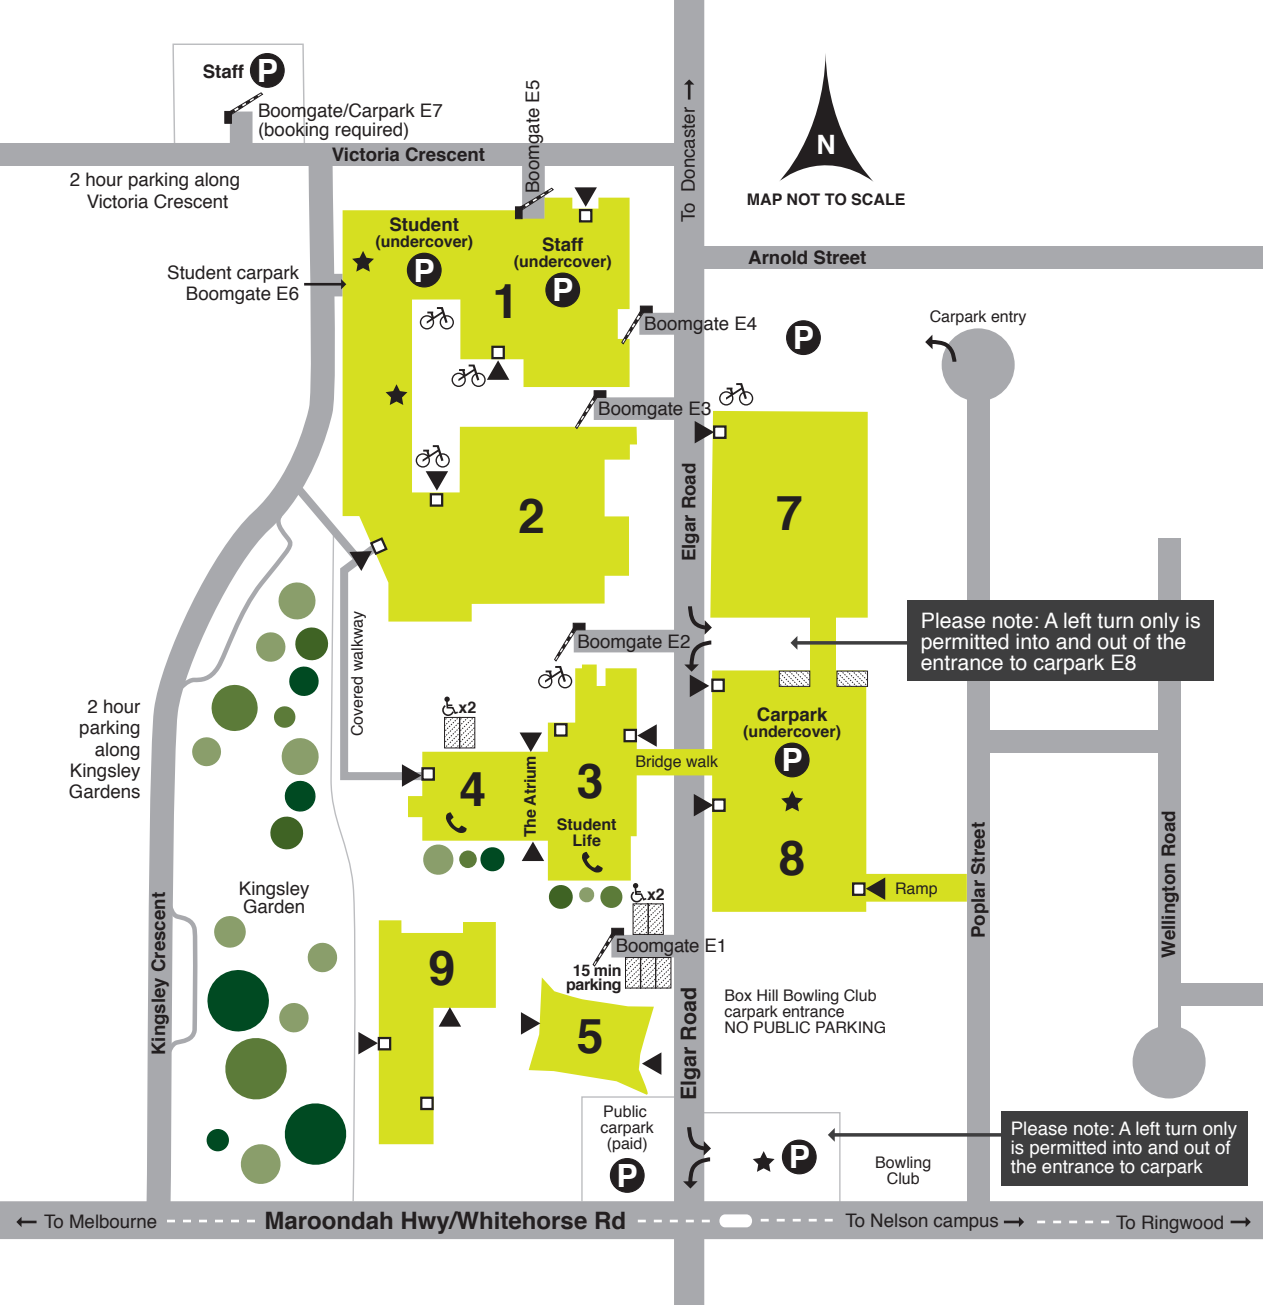 Staff P
Boomgate/Carpark E7
(booking required)
Boomgate E5
To Doncaster →
N
MAP NOT TO SCALE
Victoria Crescent
2 hour parking along
Victoria Crescent
Student
(undercover)
P
Staff
(undercover)
P
1
Arnold Street
Student carpark
Boomgate E6
Boomgate E4
P
Carpark entry
Boomgate E3
2
Elgar Road
7
Covered walkway
Boomgate E2
Please note: A left turn only is
permitted into and out of the
entrance to carpark E8
2 hour
parking
along
Kingsley
Gardens
x2
4
The Atrium
3
Student
Life
Bridge walk
Carpark
(undercover)
P
8
Ramp
Poplar Street
Wellington Road
Kingsley
Garden
Kingsley Crescent
x2
Boomgate E1
15 min
parking
9
5
Elgar Road
Box Hill Bowling Club
carpark entrance
NO PUBLIC PARKING
Public
carpark
(paid)
P
P
Bowling
Club
Please note: A left turn only
is permitted into and out of
the entrance to carpark
← To Melbourne
Maroondah Hwy/Whitehorse Rd
To Nelson campus →
To Ringwood →